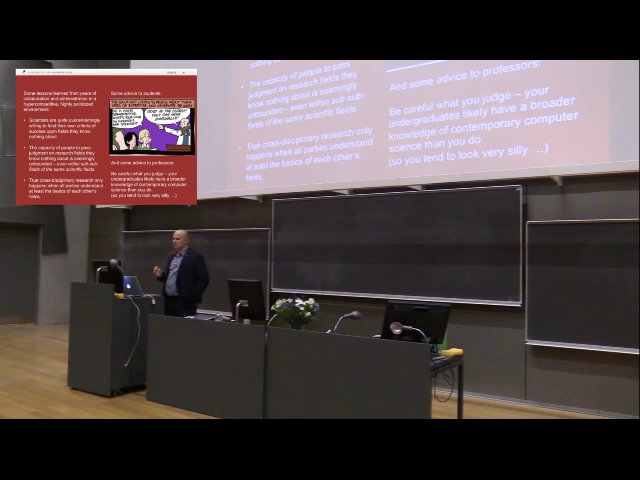 Some lessons learned from years of
collaboration and administration in a
hypercompetitive, highly politicized
environment:
Scientists are quite overwhelmingly
willing to feed their own criteria of
success upon fields they know
nothing about.
The capacity of people to pass
judgment on research fields they
know nothing about is seemingly
unbounded – even within sub-sub-
fields of the same scientific fields.
True cross-disciplinary research only
happens when all parties understand
at least the basics of each other's
fields.
Some advice to students:
And some advice to professors:
Be careful what you judge – your
undergraduates likely have a broader
knowledge of contemporary computer
science than you do.
(so you tend to look very silly …)
nothing about.
The capacity of people to pass
judgment on research fields they
know nothing about is seemingly
unbounded – even within sub-sub-
fields of the same scientific fields.
True cross-disciplinary research only
happens when all parties understand
at least the basics of each other's
fields.
And some advice to professors:
Be careful what you judge – your
undergraduates likely have a broader
knowledge of contemporary computer
science than you do.
(so you tend to look very silly …)